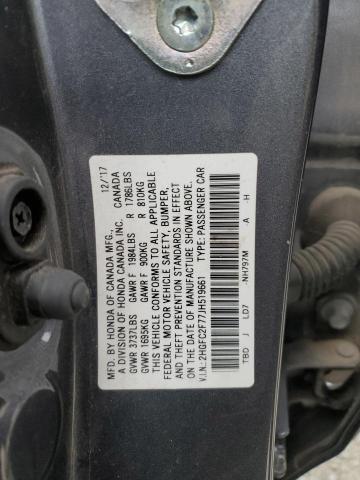 MFD. BY HONDA OF CANADA MFG., 12/'17
A DIVISION OF HONDA CANADA INC. CANADA
GVWR 3737LBS GAWR F 1984LBS R 1786LBS
GVWR 1695KG GAWR F 900KG R 810KG
THIS VEHICLE CONFORMS TO ALL APPLICABLE
FEDERAL MOTOR VEHICLE SAFETY, BUMPER,
AND THEFT PREVENTION STANDARDS IN EFFECT
ON THE DATE OF MANUFACTURE SHOWN ABOVE.
V.I.N.: 2HGFC2F77JH519661 TYPE: PASSENGER CAR
TBD J LD7 NH797M A H